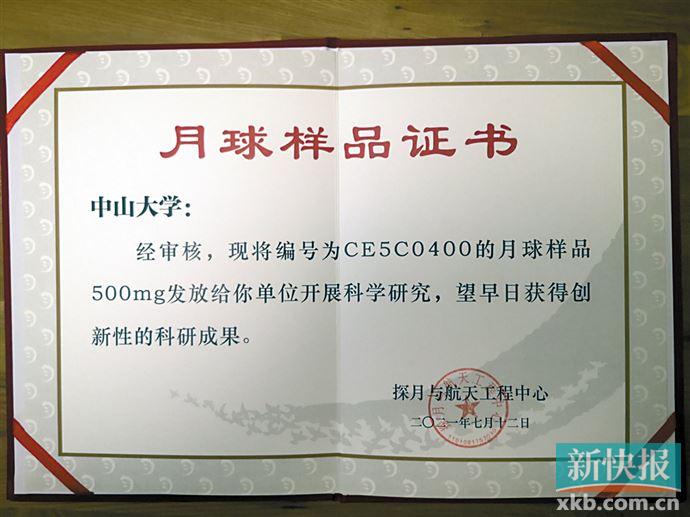 月球样品证书
中山大学：
经审核，现将编号为CE5C0400的月球样品
500mg发放给你单位开展科学研究，望早日获得创
新性的科研成果。
探月与航天工程中心
二〇二一年七月十二日
新快报
xkb.com.cn